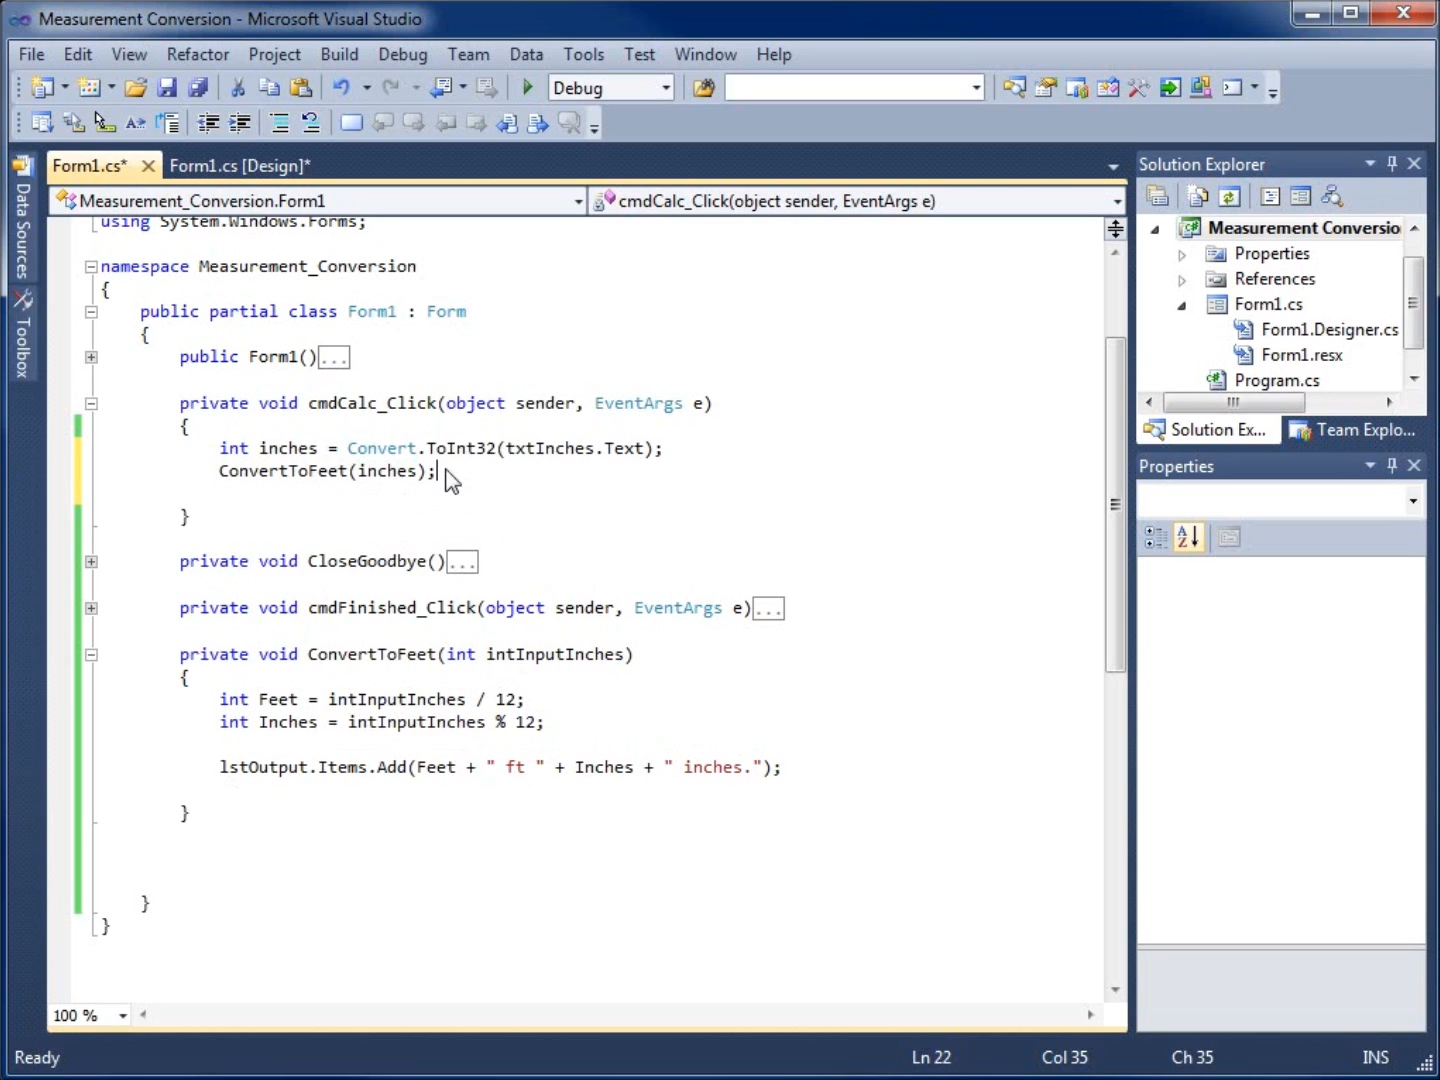 Measurement Conversion - Microsoft Visual Studio
File Edit View Refactor Project Build Debug Team Data Tools Test Window Help
Debug
Form1.cs* Form1.cs [Design]*
Measurement_Conversion.Form1 cmdCalc_Click(object sender, EventArgs e)
Data Sources
Toolbox
using System.Windows.Forms;
namespace Measurement_Conversion
{
public partial class Form1 : Form
{
public Form1()...
private void cmdCalc_Click(object sender, EventArgs e)
{
int inches = Convert.ToInt32(txtInches.Text);
ConvertToFeet(inches);
}
private void CloseGoodbye()...
private void cmdFinished_Click(object sender, EventArgs e)...
private void ConvertToFeet(int intInputInches)
{
int Feet = intInputInches / 12;
int Inches = intInputInches % 12;
lstOutput.Items.Add(Feet + " ft " + Inches + " inches.");
}
}
}
100 %
Solution Explorer
Measurement Conversio
Properties
References
Form1.cs
Form1.Designer.cs
Form1.resx
Program.cs
Solution Ex... Team Explo...
Properties
Ready Ln 22 Col 35 Ch 35 INS